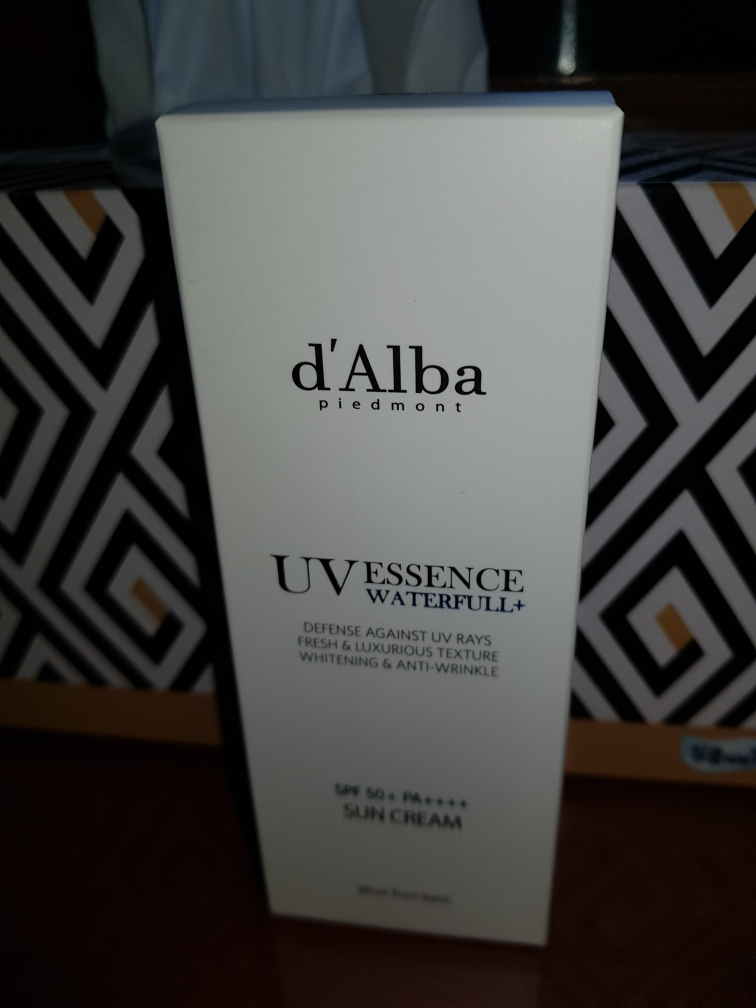 d'Alba
piedmont
UV ESSENCE
WATERFULL+
DEFENSE AGAINST UV RAYS
FRESH & LUXURIOUS TEXTURE
WHITENING & ANTI-WRINKLE
SPF 50+ PA++++
SUN CREAM